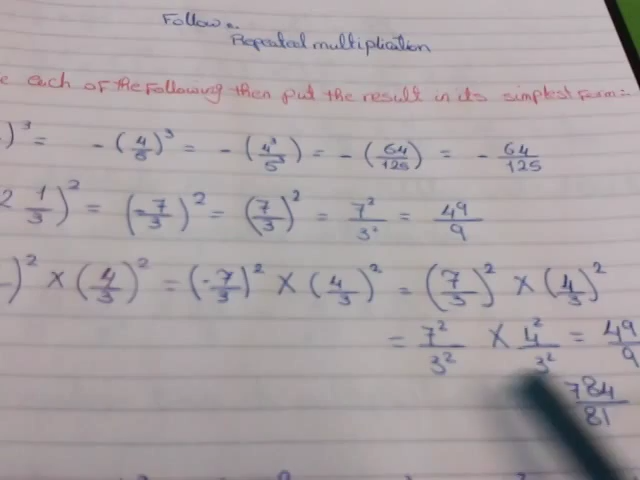 Follow..
Repeated multiplication
e each of the following then put the result in its simplest form:-
)³ = -(4/5)³ = -(4³/5³) = -(64/125) = - 64/125
2 1/3)² = (-7/3)² = (7/3)² = 7²/3² = 49/9
)² × (4/3)² = (-7/3)² × (4/3)² = (7/3)² × (4/3)²
= 7²/3² × 4²/3² = 49/9
784/81